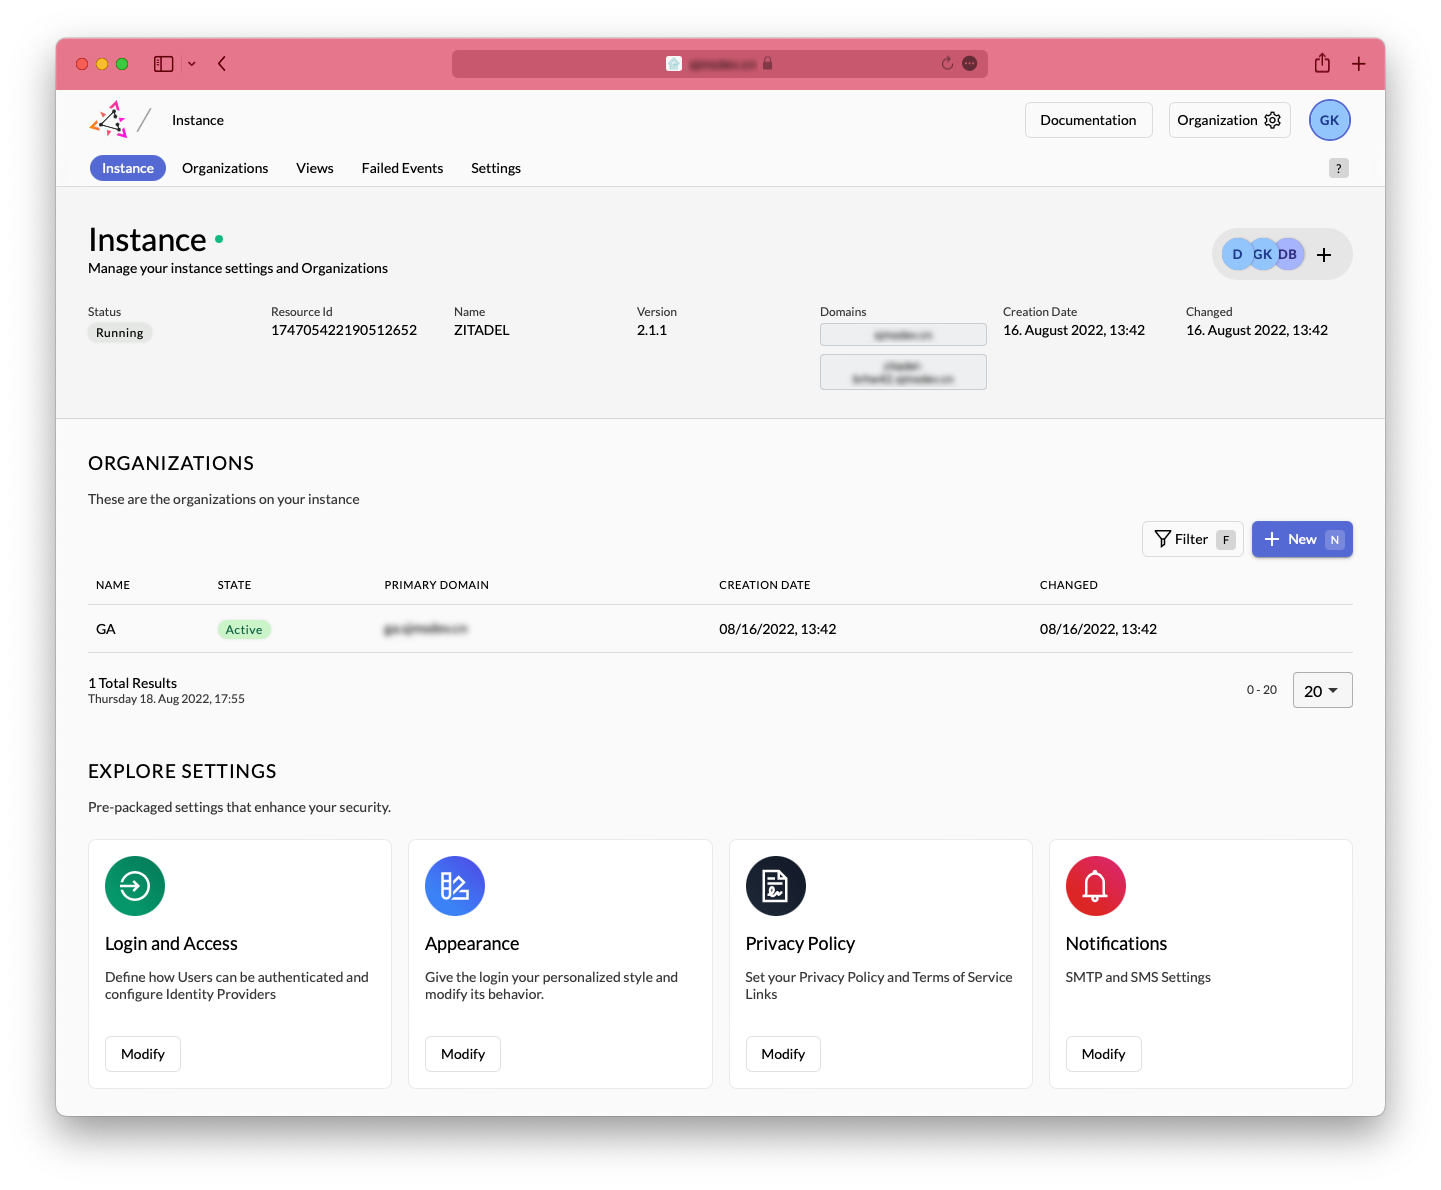 Instance
Documentation
Organization
GK
Instance
Organizations
Views
Failed Events
Settings
?
Instance
Manage your instance settings and Organizations
D
GK
DB
Status
Running
Resource Id
174705422190512652
Name
ZITADEL
Version
2.1.1
Domains
Creation Date
16. August 2022, 13:42
Changed
16. August 2022, 13:42
ORGANIZATIONS
These are the organizations on your instance
Filter F
New N
NAME STATE PRIMARY DOMAIN CREATION DATE CHANGED
GA Active 08/16/2022, 13:42 08/16/2022, 13:42
1 Total Results
Thursday 18. Aug 2022, 17:55
0 - 20
20
EXPLORE SETTINGS
Pre-packaged settings that enhance your security.
Login and Access
Define how Users can be authenticated and
configure Identity Providers
Modify
Appearance
Give the login your personalized style and
modify its behavior.
Modify
Privacy Policy
Set your Privacy Policy and Terms of Service
Links
Modify
Notifications
SMTP and SMS Settings
Modify